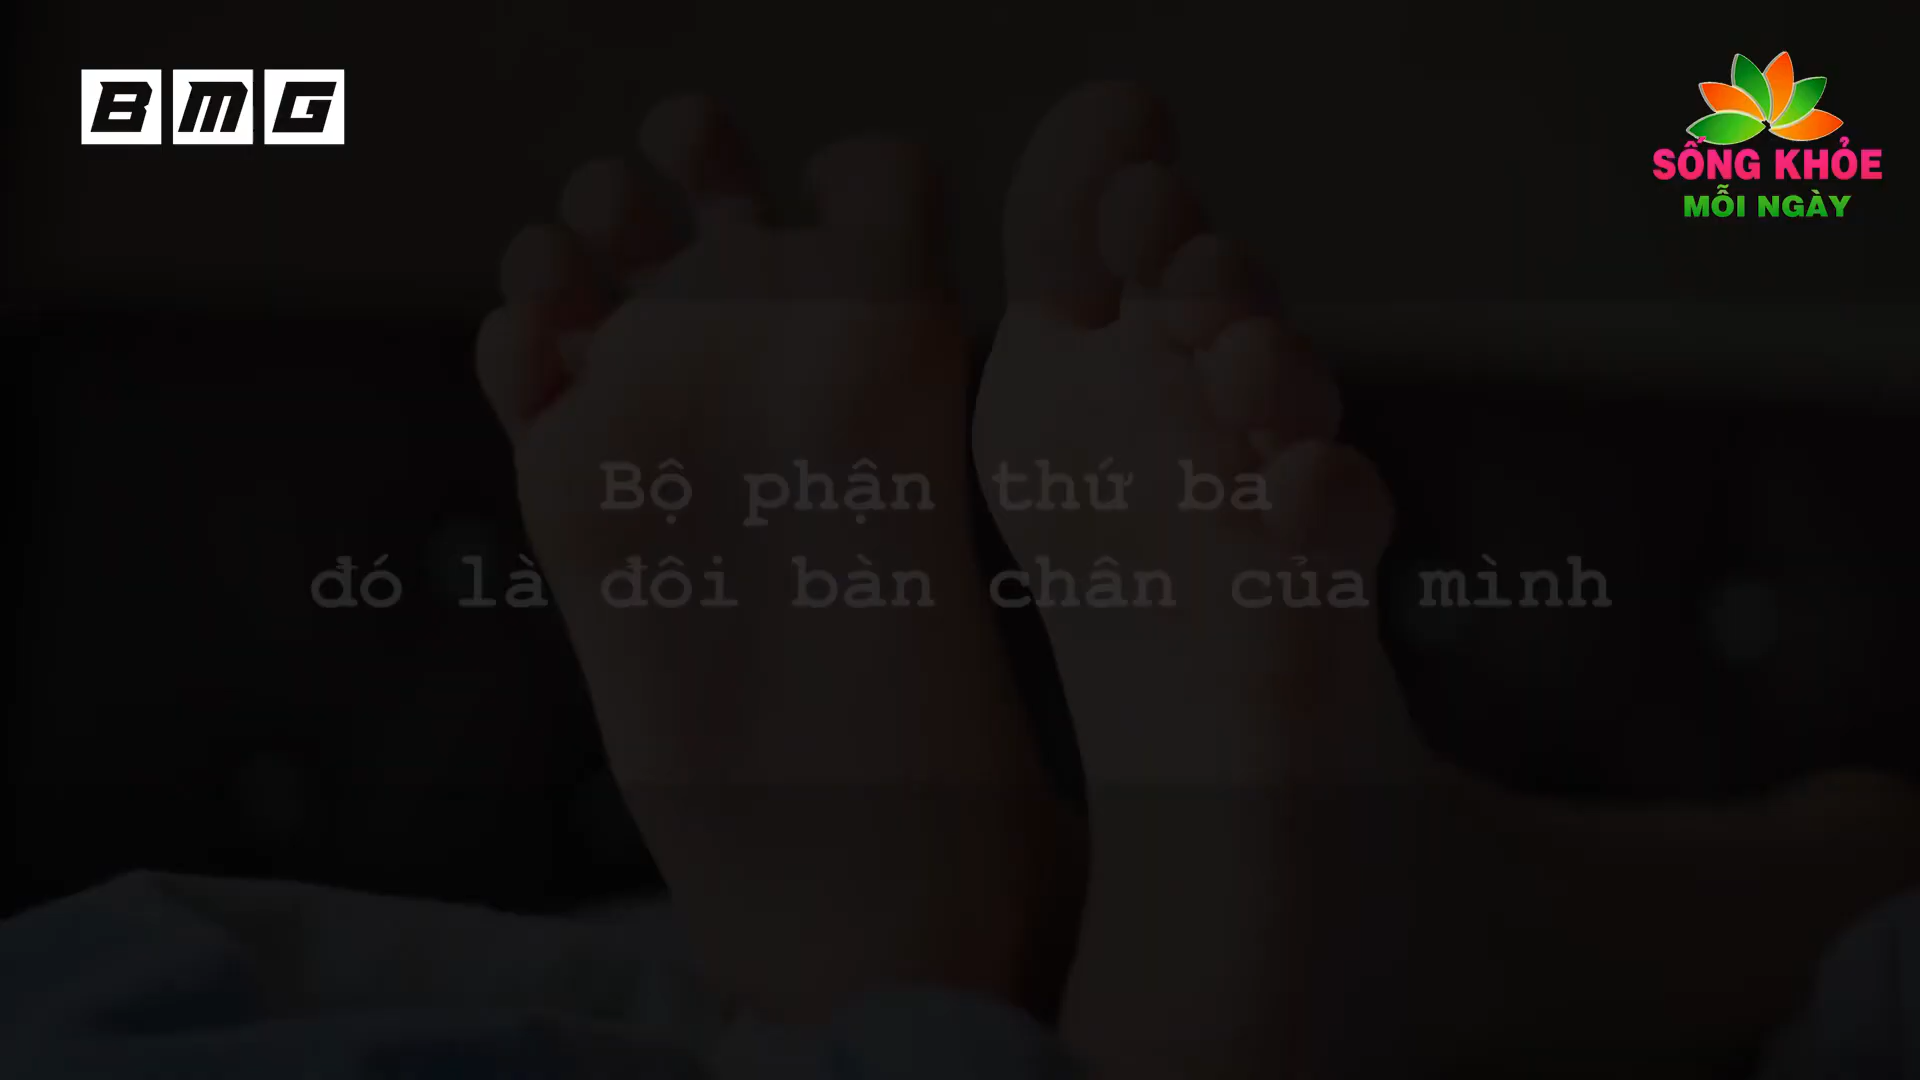 BMG
SỐNG KHỎE
MỖI NGÀY
Bộ phận thứ ba
đó là đôi bàn chân của mình